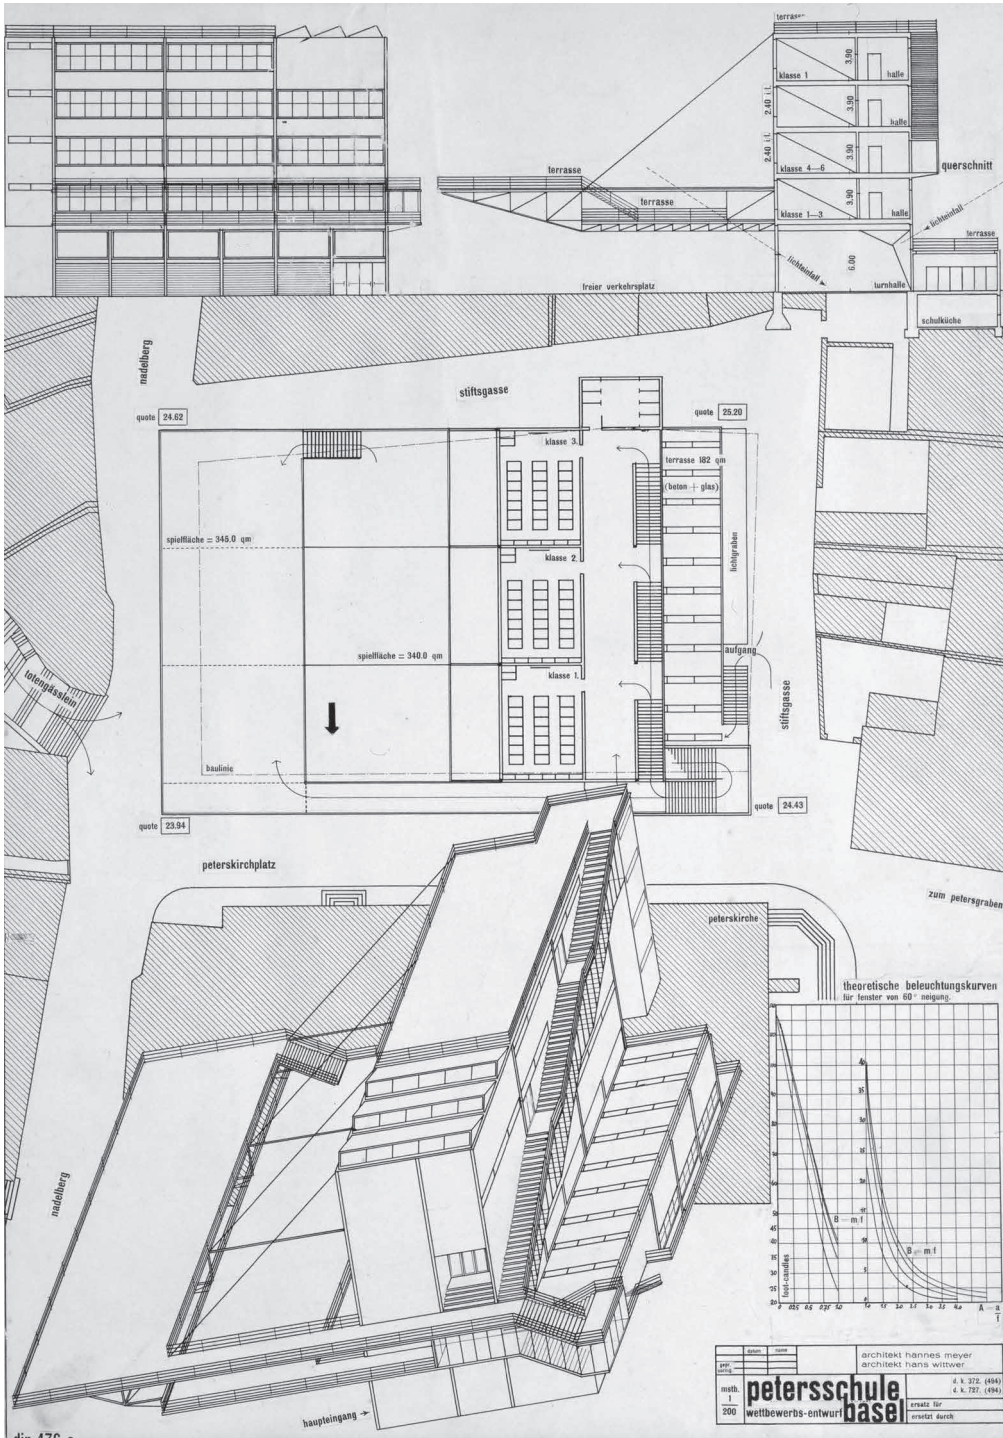 terrasse
klasse 1
3.90
halle
2.40 i.l.
3.90
halle
2.40 i.l.
klasse 4—6
3.90
querschnitt
terrasse
terrasse
klasse 1—3
3.90
halle
lichteinfall
terrasse
lichteinfall
6.00
freier verkehrsplatz
turnhalle
schulküche
nadelberg
stiftsgasse
quote 24.62
quote 25.20
klasse 3.
terrasse 182 qm
(beton + glas)
spielfläche = 345.0 qm
klasse 2.
lichtgraben
spielfläche = 340.0 qm
aufgang
klasse 1.
totengässlein
stiftsgasse
baulinie
quote 23.94
quote 24.43
peterskirchplatz
zum petersgraben
peterskirche
theoretische beleuchtungskurven
für fenster von 60° neigung.
nadelberg
B = m f
B = m f
foot-candles
haupteingang
datum name
architekt hannes meyer
architekt hans wittwer
mstb.
1
200
petersschule
basel
wettbewerbs-entwurf
d. k. 372. (494)
d. k. 727. (494)
ersatz für
ersetzt durch
din 476